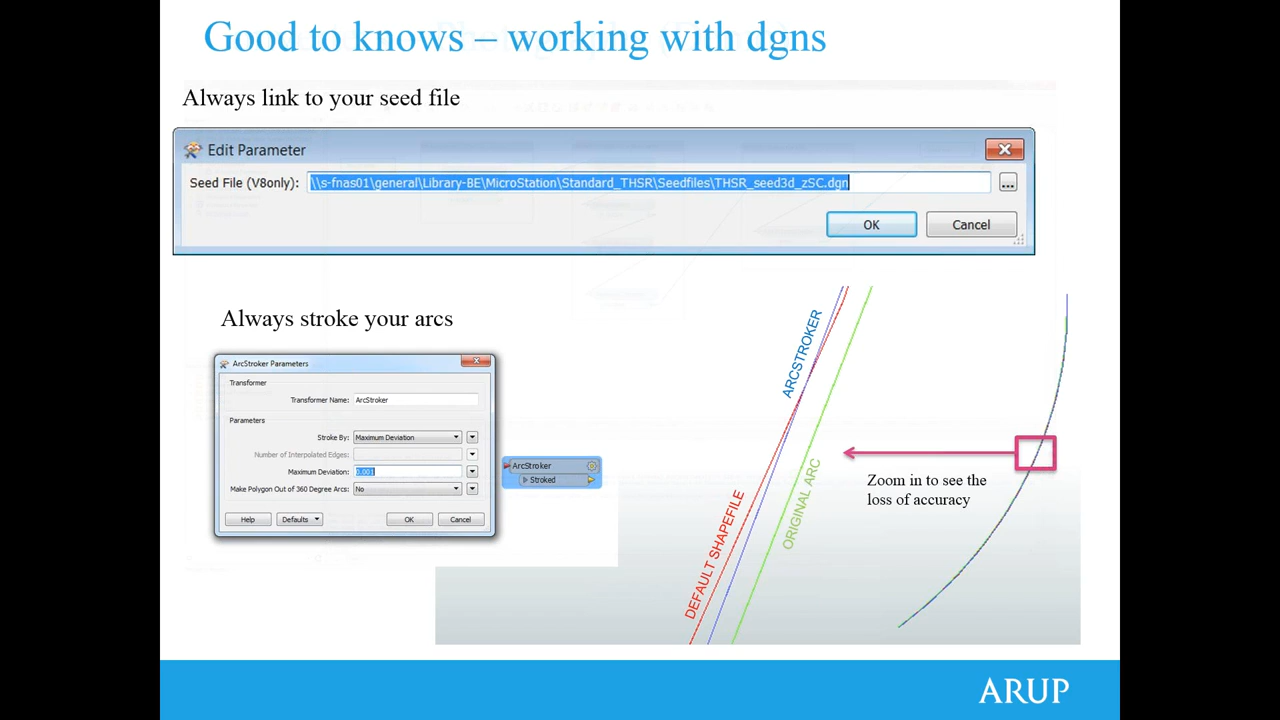 Good to knows – working with dgns
Always link to your seed file
Edit Parameter
Seed File (V8only): \\s-fnas01\general\Library-BE\MicroStation\Standard_THSR\Seedfiles\THSR_seed3d_zSC.dgn
...
OK Cancel
Always stroke your arcs
ArcStroker Parameters
Transformer
Transformer Name: ArcStroker
Parameters
Stroke By: Maximum Deviation
Number of Interpolated Edges:
Maximum Deviation: 0.001
Make Polygon Out of 360 Degree Arcs: No
Help Defaults OK Cancel
ArcStroker
Stroked
ARCSTROKER
DEFAULT SHAPEFILE
ORIGINAL ARC
Zoom in to see the
loss of accuracy
ARUP